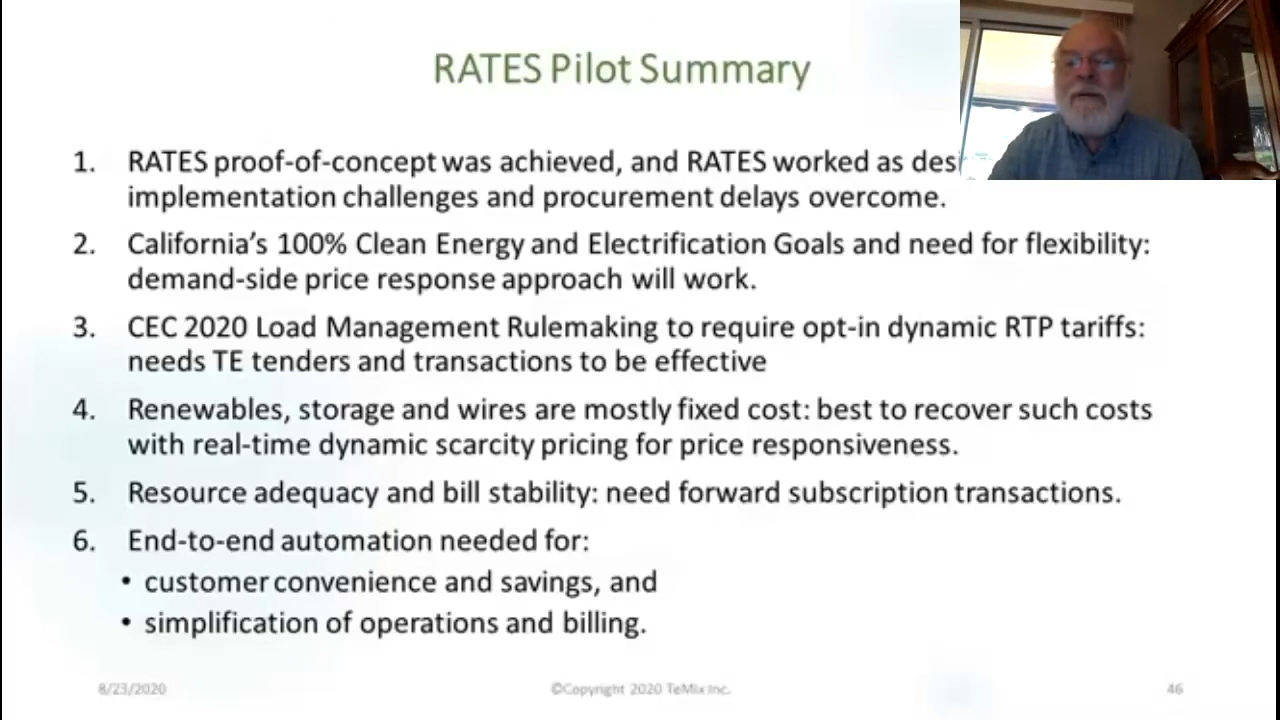 RATES Pilot Summary
1. RATES proof-of-concept was achieved, and RATES worked as
implementation challenges and procurement delays overcome.
2. California's 100% Clean Energy and Electrification Goals and need for flexibility:
demand-side price response approach will work.
3. CEC 2020 Load Management Rulemaking to require opt-in dynamic RTP tariffs:
needs TE tenders and transactions to be effective
4. Renewables, storage and wires are mostly fixed cost: best to recover such costs
with real-time dynamic scarcity pricing for price responsiveness.
5. Resource adequacy and bill stability: need forward subscription transactions.
6. End-to-end automation needed for:
• customer convenience and savings, and
• simplification of operations and billing.
8/23/2020 ©Copyright 2020 TeMix Inc. 46